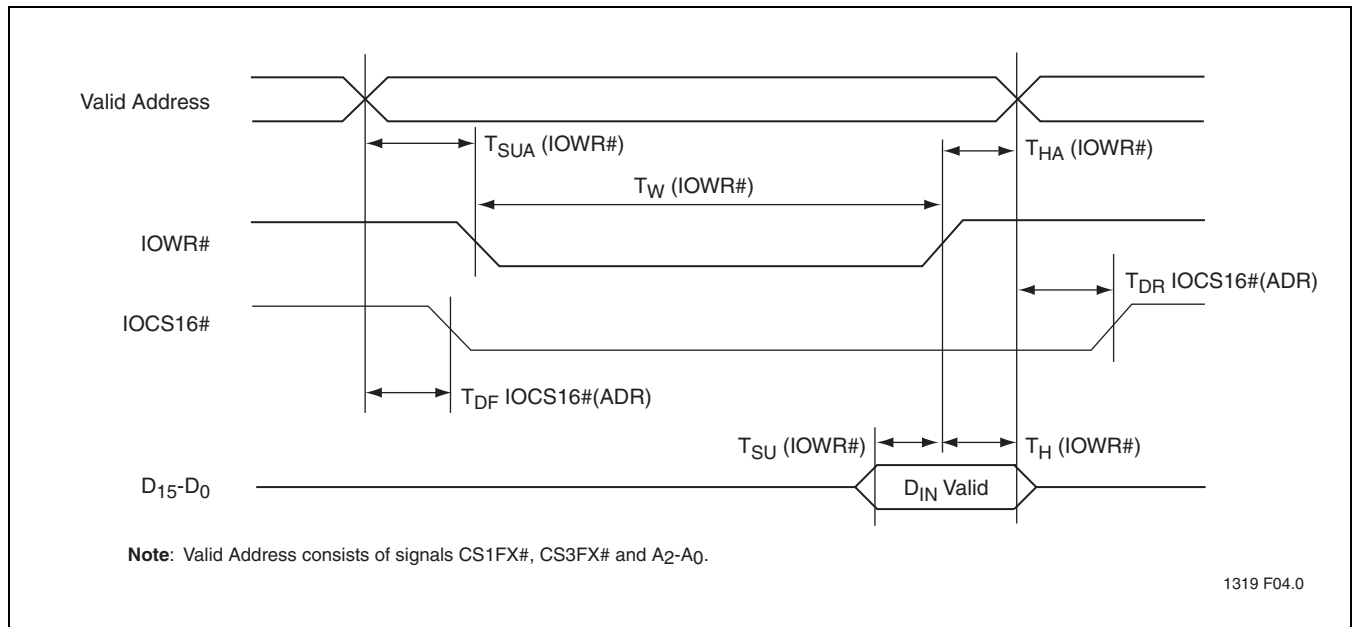 Valid Address
T_SUA (IOWR#)
T_HA (IOWR#)
T_W (IOWR#)
IOWR#
T_DR IOCS16#(ADR)
IOCS16#
T_DF IOCS16#(ADR)
T_SU (IOWR#)
T_H (IOWR#)
D15-D0
D_IN Valid
Note: Valid Address consists of signals CS1FX#, CS3FX# and A2-A0.
1319 F04.0